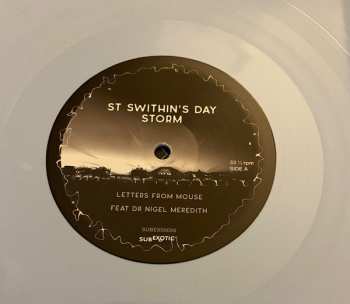 ST SWITHIN'S DAY
STORM
33 ⅓ rpm
SIDE A
LETTERS FROM MOUSE
FEAT DR NIGEL MEREDITH
SUBEXOTIC